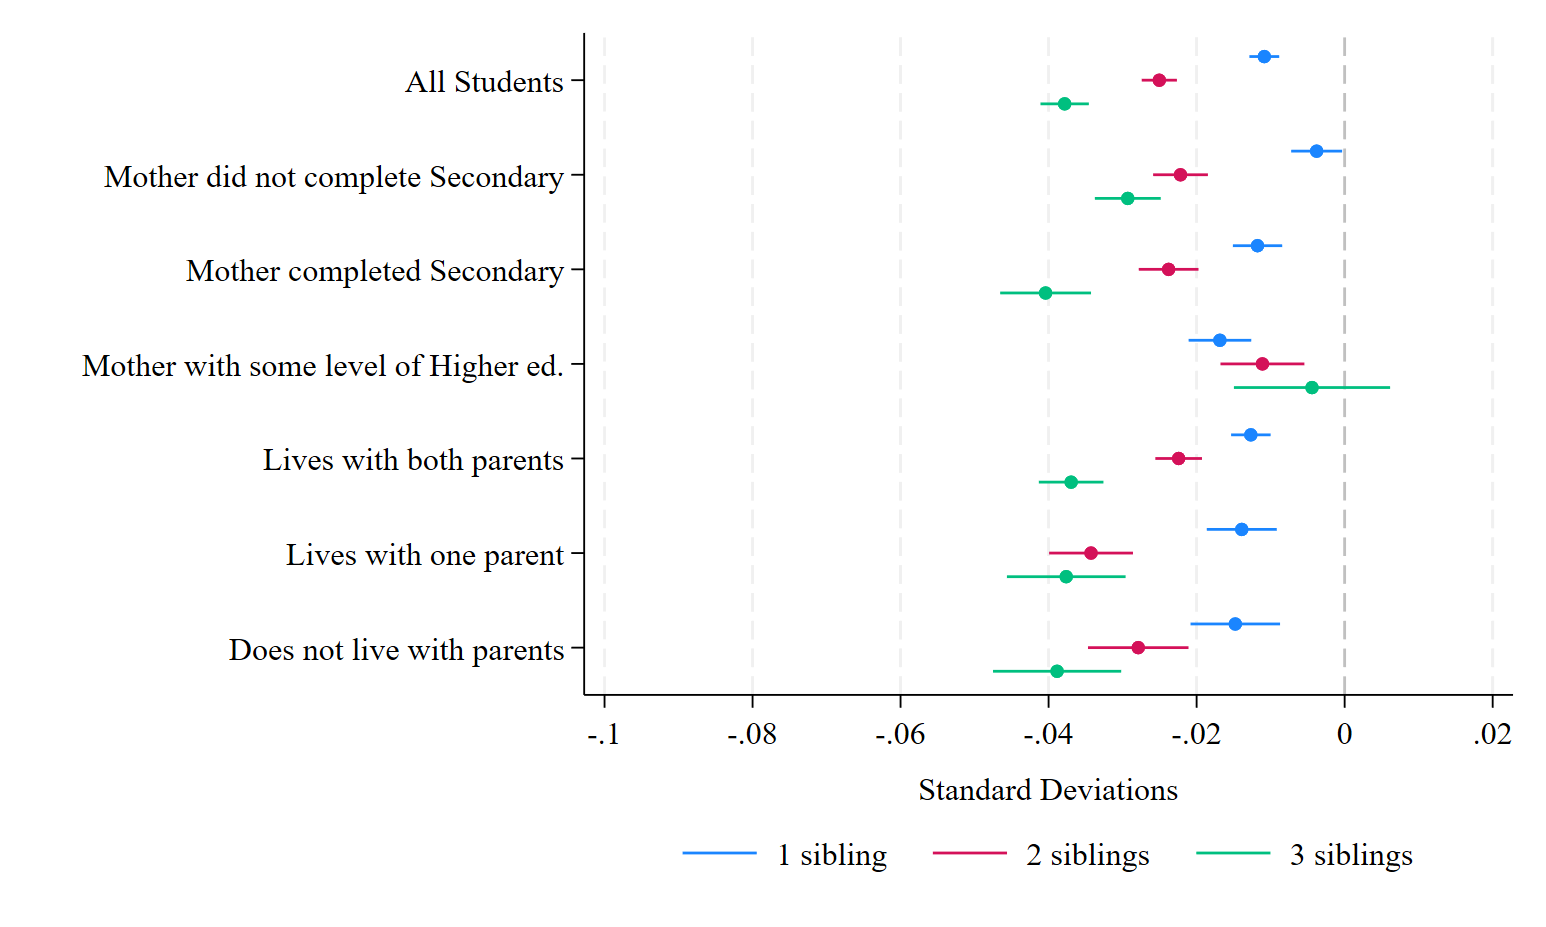 All Students
Mother did not complete Secondary
Mother completed Secondary
Mother with some level of Higher ed.
Lives with both parents
Lives with one parent
Does not live with parents
-.1 -.08 -.06 -.04 -.02 0 .02
Standard Deviations
1 sibling 2 siblings 3 siblings